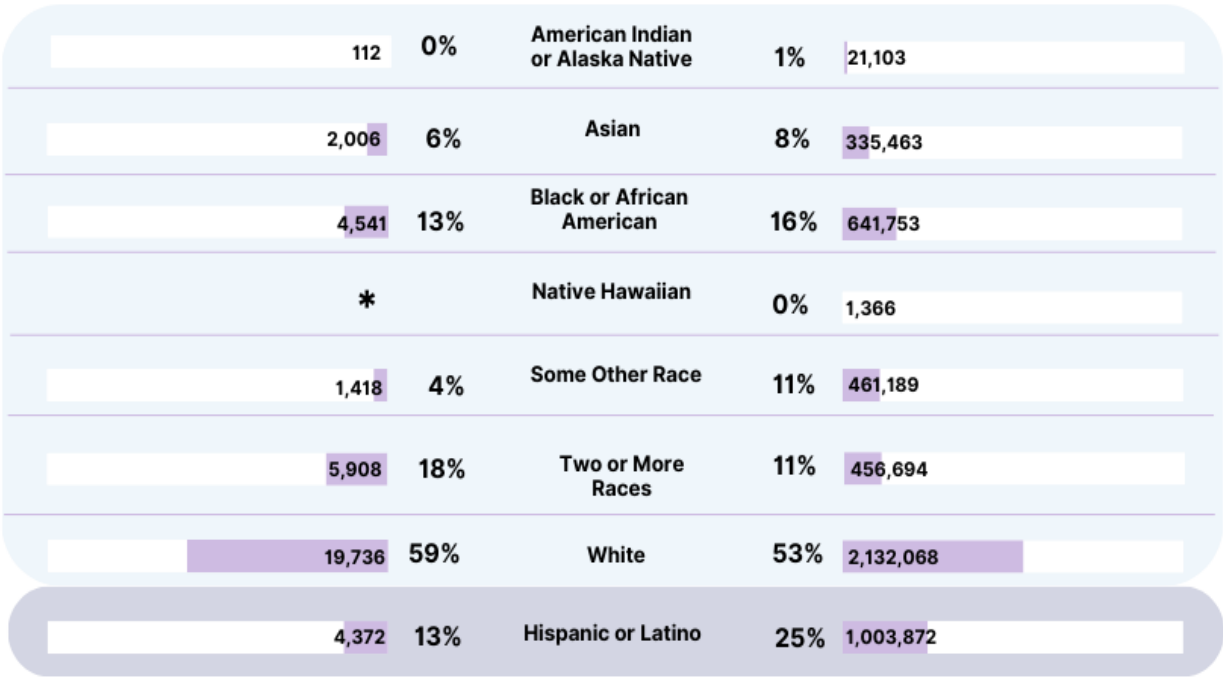 112 0% American Indian
or Alaska Native 1% 21,103
2,006 6% Asian 8% 335,463
4,541 13% Black or African
American 16% 641,753
* Native Hawaiian 0% 1,366
1,418 4% Some Other Race 11% 461,189
5,908 18% Two or More
Races 11% 456,694
19,736 59% White 53% 2,132,068
4,372 13% Hispanic or Latino 25% 1,003,872